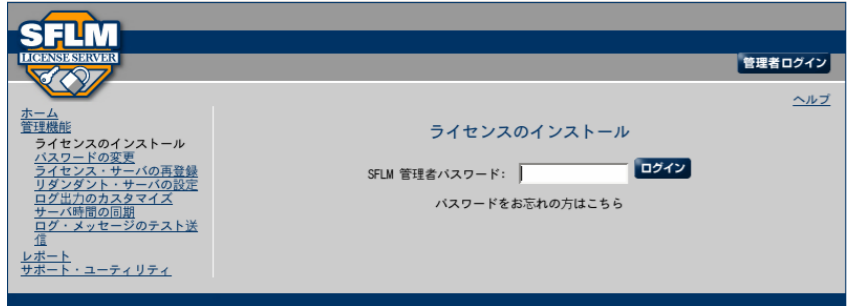 SFLM
LICENSE SERVER
管理者ログイン
ヘルプ
ホーム
管理機能
ライセンスのインストール
パスワードの変更
ライセンス・サーバの再登録
リダンダント・サーバの設定
ログ出力のカスタマイズ
サーバ時間の同期
ログ・メッセージのテスト送
信
レポート
サポート・ユーティリティ
ライセンスのインストール
SFLM 管理者パスワード:
ログイン
パスワードをお忘れの方はこちら